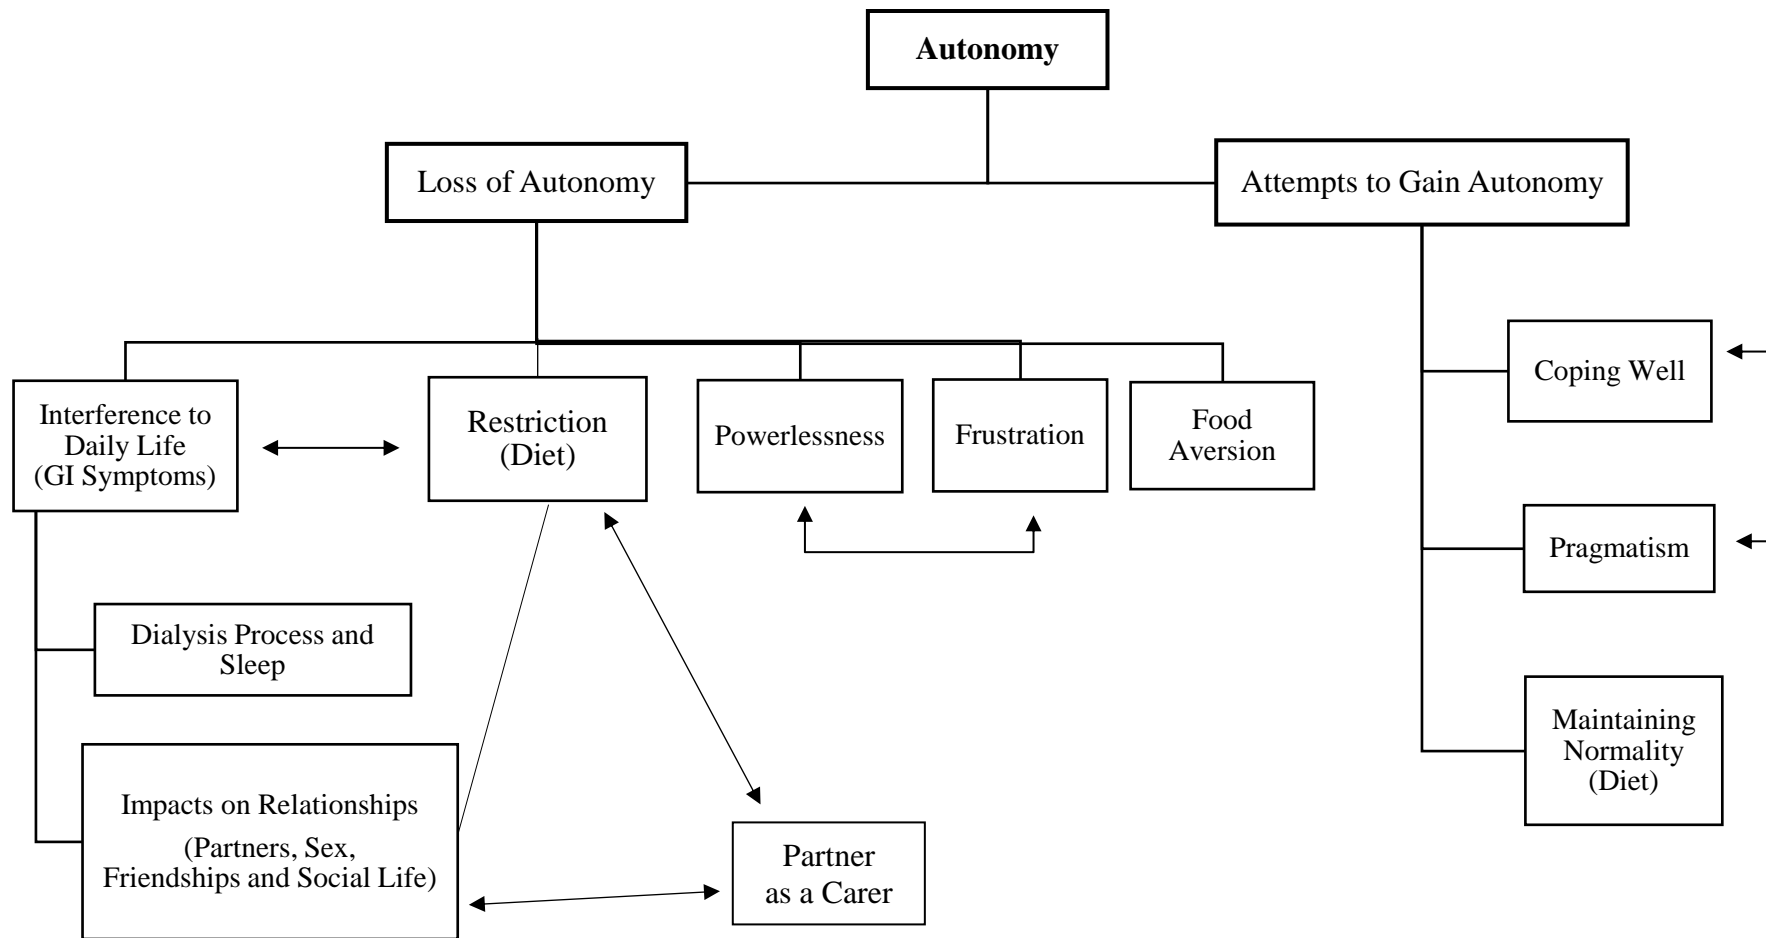 Autonomy
Loss of Autonomy
Attempts to Gain Autonomy
Interference to
Daily Life
(GI Symptoms)
Restriction
(Diet)
Powerlessness
Frustration
Food
Aversion
Coping Well
Pragmatism
Dialysis Process and
Sleep
Maintaining
Normality
(Diet)
Impacts on Relationships
(Partners, Sex,
Friendships and Social Life)
Partner
as a Carer